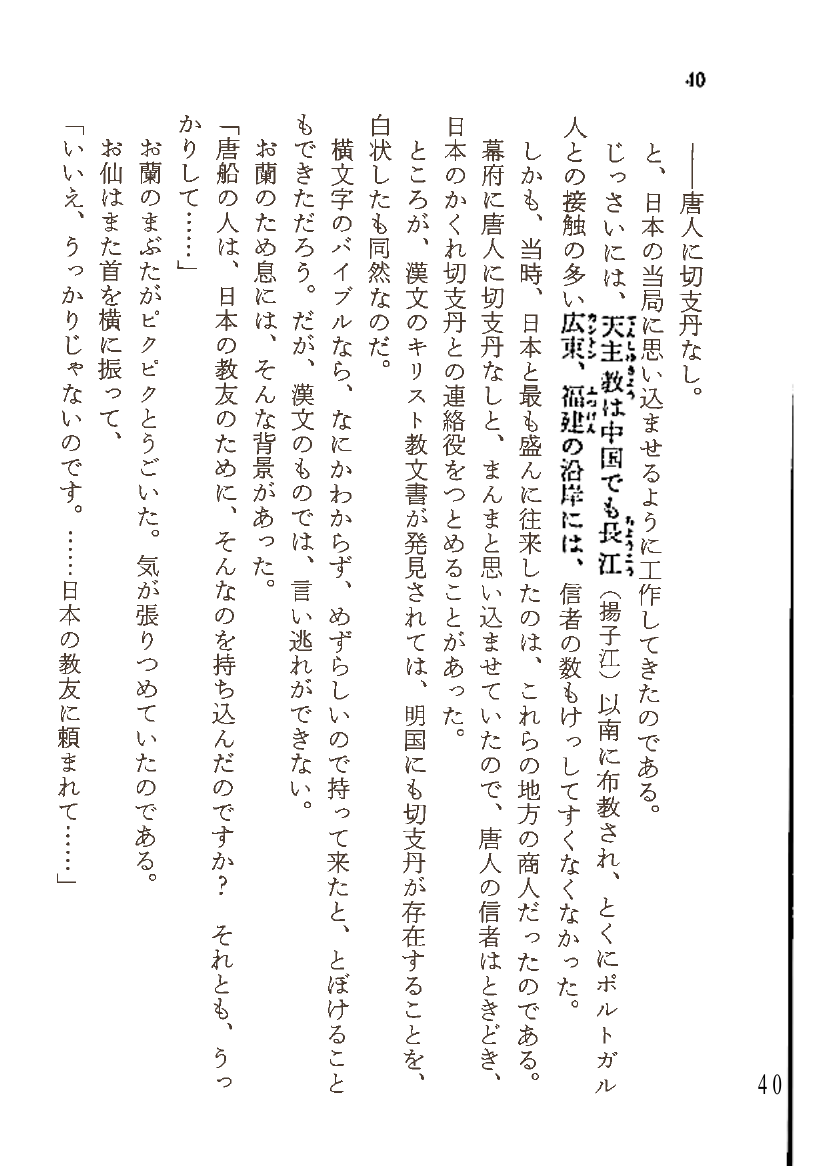 40
――唐人に切支丹なし。
と、日本の当局に思い込ませるように工作してきたのである。
じっさいには、天主教は中国でも長江（揚子江）以南に布教され、とくにポルトガル
人との接触の多い広東、福建の沿岸には、信者の数もけっしてすくなくなかった。
しかも、当時、日本と最も盛んに往来したのは、これらの地方の商人だったのである。
幕府に唐人に切支丹なしと、まんまと思い込ませていたので、唐人の信者はときどき、
日本のかくれ切支丹との連絡役をつとめることがあった。
ところが、漢文のキリスト教文書が発見されては、明国にも切支丹が存在することを、
白状したも同然なのだ。
横文字のバイブルなら、なにかわからず、めずらしいので持って来たと、とぼけること
もできただろう。だが、漢文のものでは、言い逃れができない。
お蘭のため息には、そんな背景があった。
「唐船の人は、日本の教友のために、そんなのを持ち込んだのですか？　それとも、うっ
かりして……」
お蘭のまぶたがピクピクとうごいた。気が張りつめていたのである。
お仙はまた首を横に振って、
「いいえ、うっかりじゃないのです。……日本の教友に頼まれて……」
40